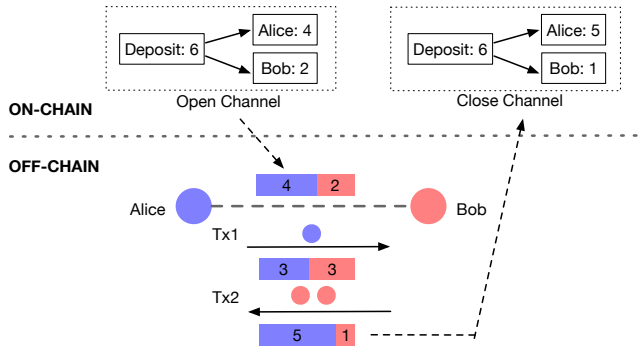 Deposit: 6
Alice: 4
Bob: 2
Open Channel
Deposit: 6
Alice: 5
Bob: 1
Close Channel
ON-CHAIN
OFF-CHAIN
4 2
Alice
Bob
Tx1
3 3
Tx2
5 1